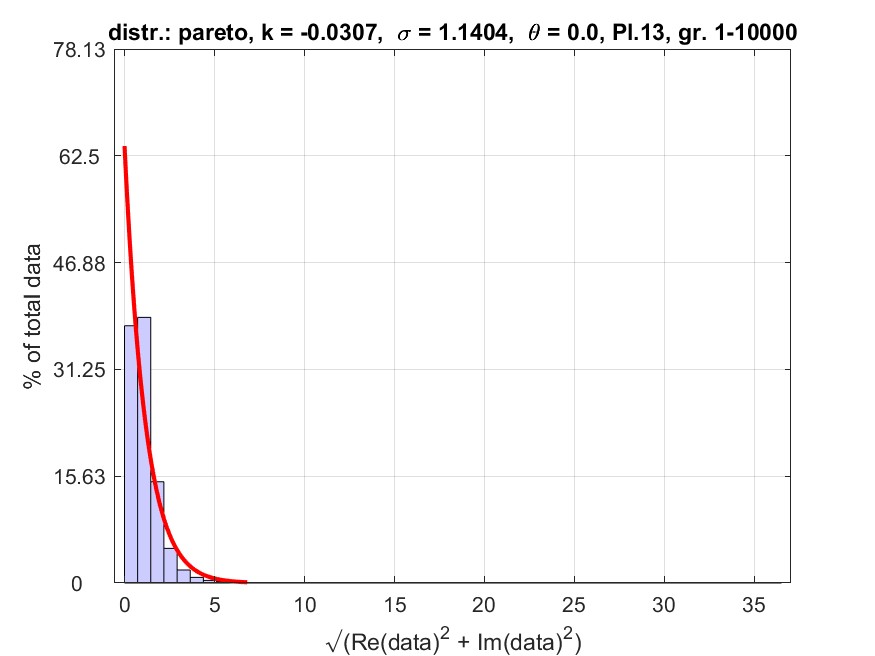 distr.: pareto, k = -0.0307,  σ = 1.1404,  θ = 0.0, Pl.13, gr. 1-10000
78.13
62.5
46.88
31.25
15.63
0
% of total data
0 5 10 15 20 25 30 35
√(Re(data)² + Im(data)²)